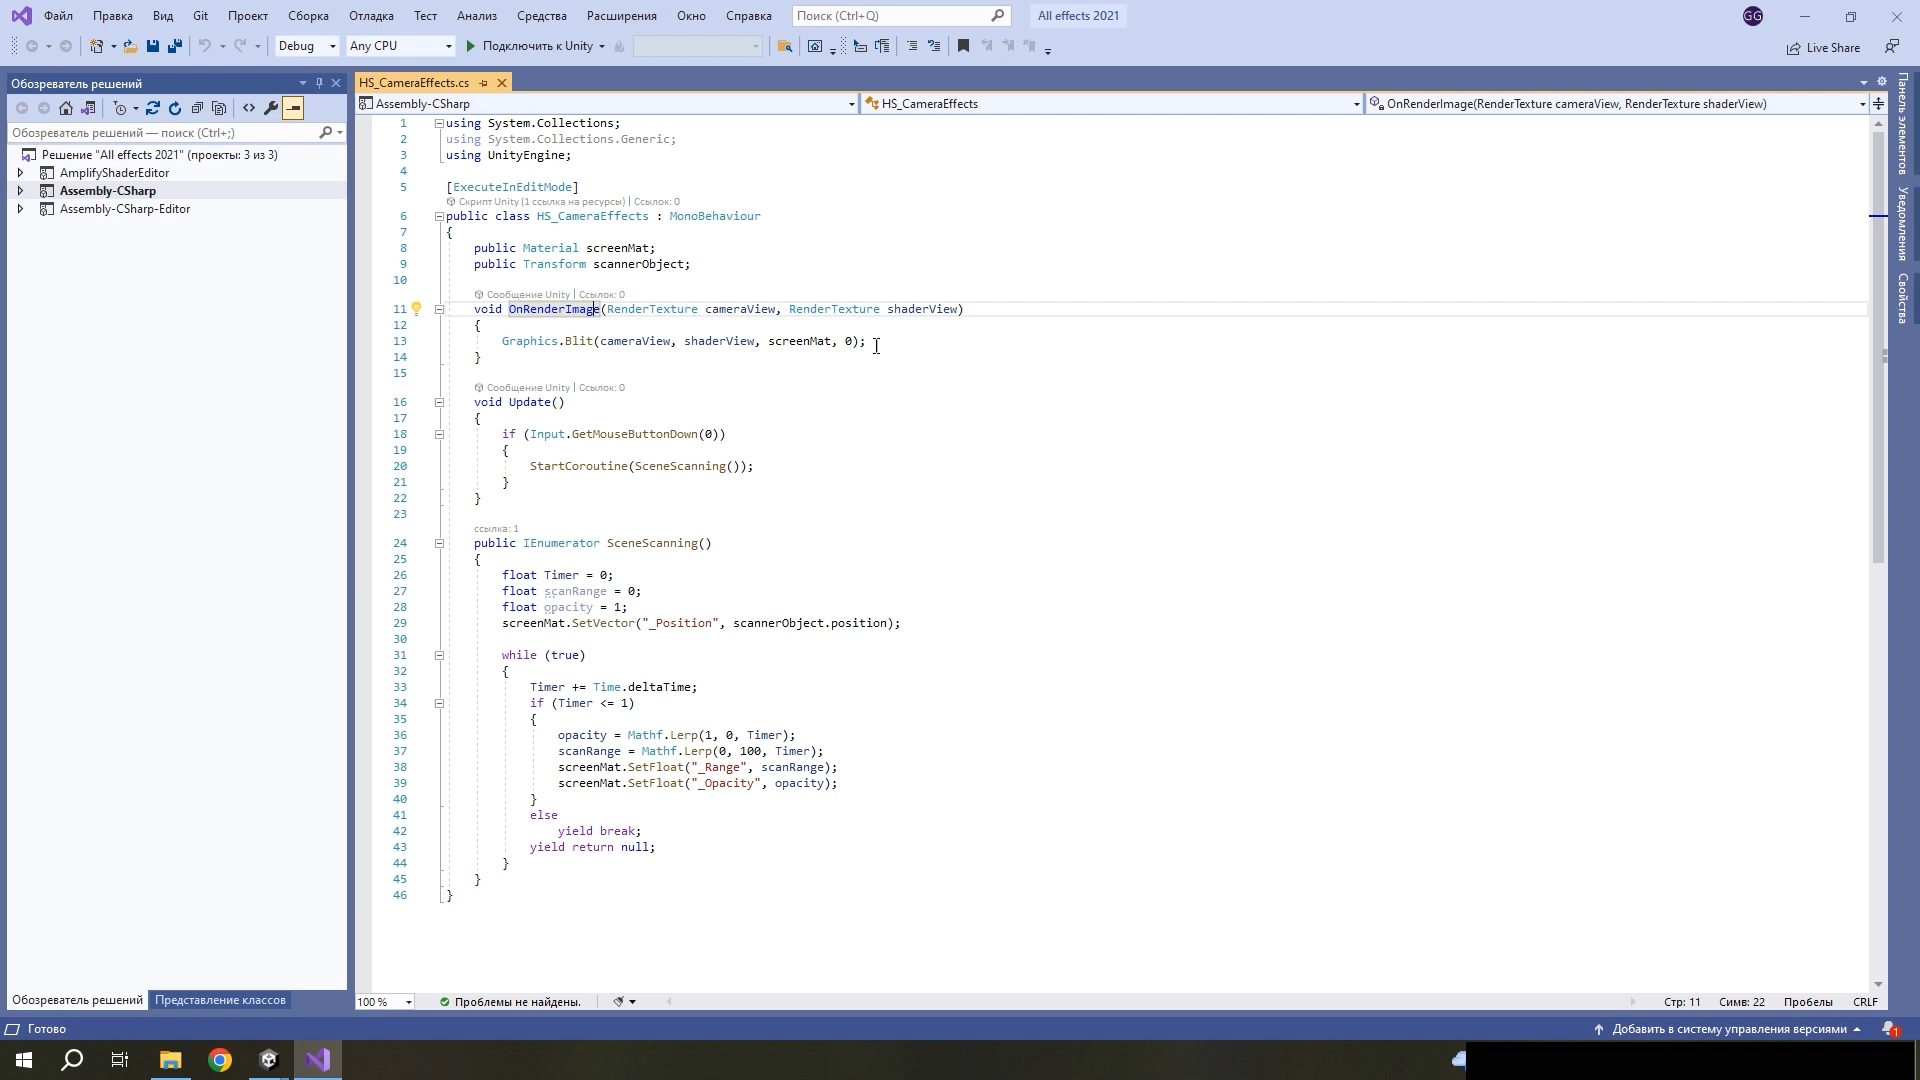 Файл Правка Вид Git Проект Сборка Отладка Тест Анализ Средства Расширения Окно Справка Поиск (Ctrl+Q) All effects 2021 GG
Debug Any CPU Подключить к Unity Live Share
Обозреватель решений
Обозреватель решений — поиск (Ctrl+;)
Решение "All effects 2021" (проекты: 3 из 3)
AmplifyShaderEditor
Assembly-CSharp
Assembly-CSharp-Editor
Обозреватель решений Представление классов
HS_CameraEffects.cs
Assembly-CSharp HS_CameraEffects OnRenderImage(RenderTexture cameraView, RenderTexture shaderView)
1 using System.Collections;
2 using System.Collections.Generic;
3 using UnityEngine;
4
5 [ExecuteInEditMode]
Скрипт Unity (1 ссылка на ресурсы) | Ссылок: 0
6 public class HS_CameraEffects : MonoBehaviour
7 {
8 public Material screenMat;
9 public Transform scannerObject;
10
Сообщение Unity | Ссылок: 0
11 void OnRenderImage(RenderTexture cameraView, RenderTexture shaderView)
12 {
13 Graphics.Blit(cameraView, shaderView, screenMat, 0);
14 }
15
Сообщение Unity | Ссылок: 0
16 void Update()
17 {
18 if (Input.GetMouseButtonDown(0))
19 {
20 StartCoroutine(SceneScanning());
21 }
22 }
23
ссылка: 1
24 public IEnumerator SceneScanning()
25 {
26 float Timer = 0;
27 float scanRange = 0;
28 float opacity = 1;
29 screenMat.SetVector("_Position", scannerObject.position);
30
31 while (true)
32 {
33 Timer += Time.deltaTime;
34 if (Timer <= 1)
35 {
36 opacity = Mathf.Lerp(1, 0, Timer);
37 scanRange = Mathf.Lerp(0, 100, Timer);
38 screenMat.SetFloat("_Range", scanRange);
39 screenMat.SetFloat("_Opacity", opacity);
40 }
41 else
42 yield break;
43 yield return null;
44 }
45 }
46 }
100 % Проблемы не найдены. Стр: 11 Симв: 22 Пробелы CRLF
Панель элементов
Уведомления
Свойства
Готово Добавить в систему управления версиями 1